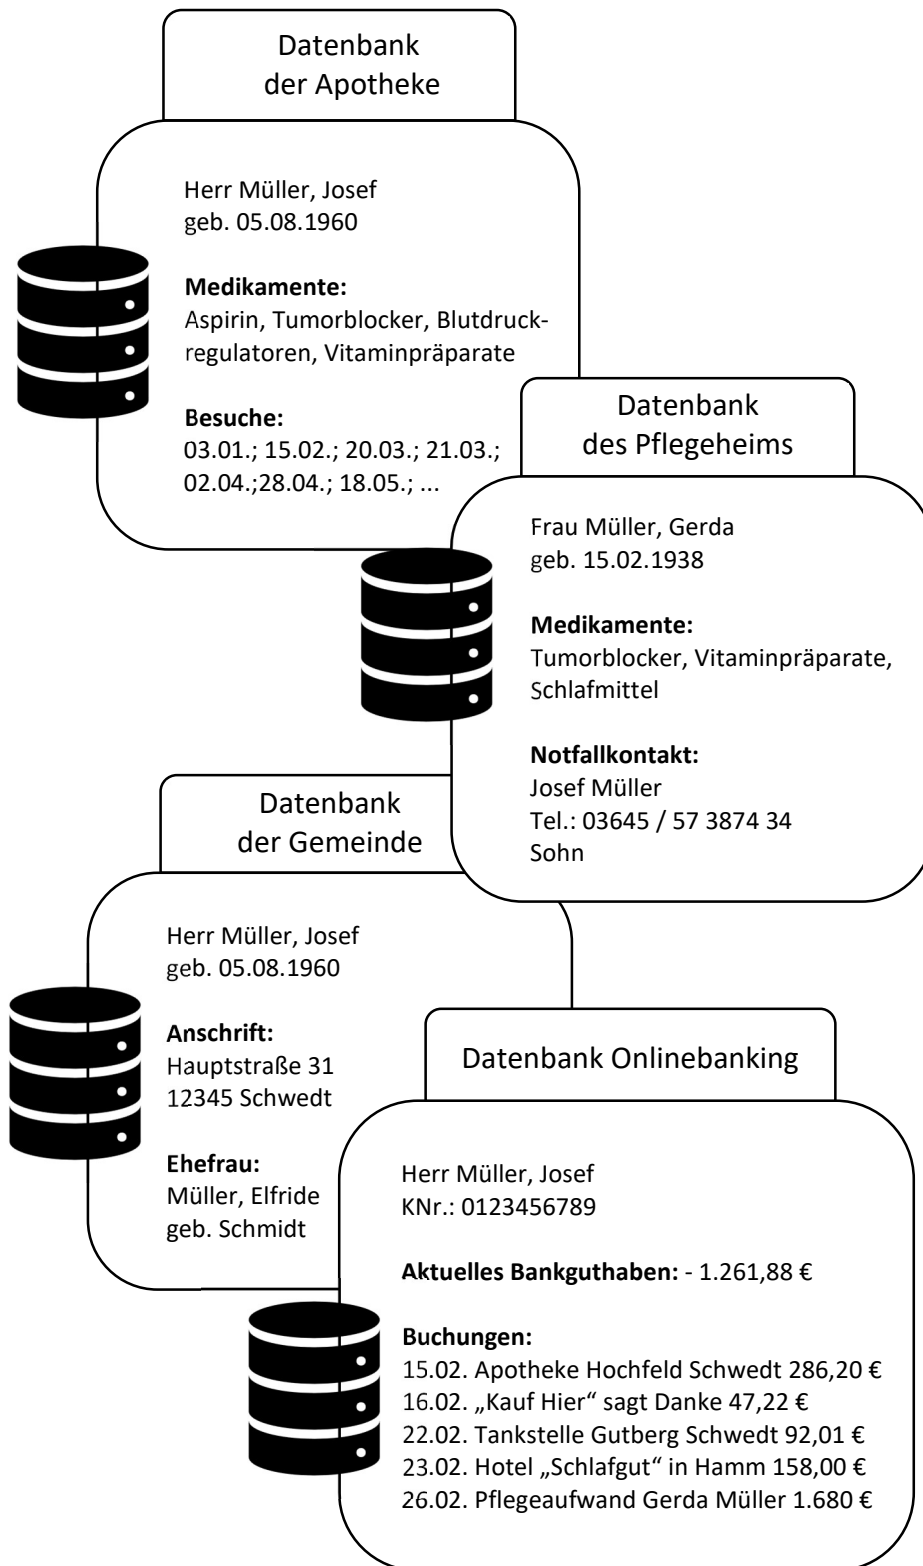 Datenbank
der Apotheke
Herr Müller, Josef
geb. 05.08.1960
Medikamente:
Aspirin, Tumorblocker, Blutdruck-
regulatoren, Vitaminpräparate
Besuche:
03.01.; 15.02.; 20.03.; 21.03.;
02.04.;28.04.; 18.05.; ...
Datenbank
des Pflegeheims
Frau Müller, Gerda
geb. 15.02.1938
Medikamente:
Tumorblocker, Vitaminpräparate,
Schlafmittel
Notfallkontakt:
Josef Müller
Tel.: 03645 / 57 3874 34
Sohn
Datenbank
der Gemeinde
Herr Müller, Josef
geb. 05.08.1960
Anschrift:
Hauptstraße 31
12345 Schwedt
Ehefrau:
Müller, Elfride
geb. Schmidt
Datenbank Onlinebanking
Herr Müller, Josef
KNr.: 0123456789
Aktuelles Bankguthaben: - 1.261,88 €
Buchungen:
15.02. Apotheke Hochfeld Schwedt 286,20 €
16.02. „Kauf Hier“ sagt Danke 47,22 €
22.02. Tankstelle Gutberg Schwedt 92,01 €
23.02. Hotel „Schlafgut“ in Hamm 158,00 €
26.02. Pflegeaufwand Gerda Müller 1.680 €